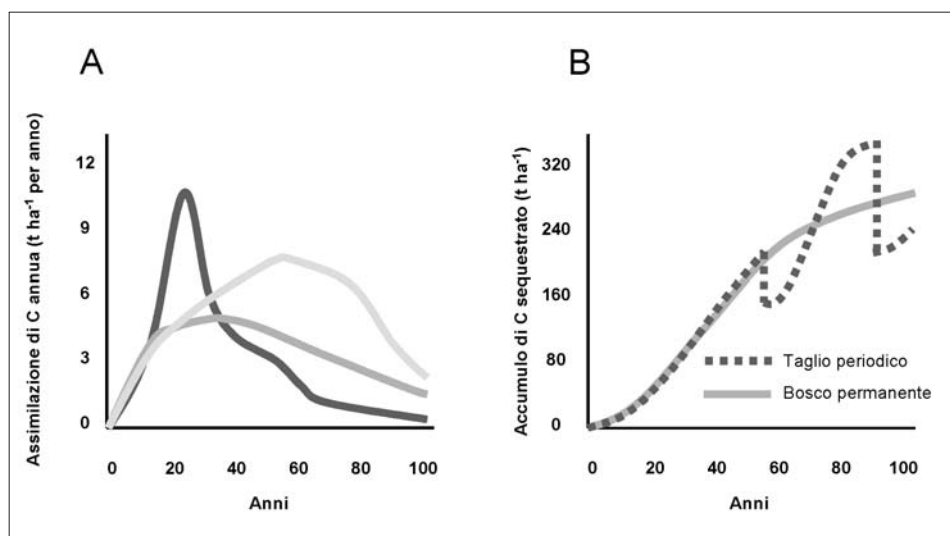 A
Assimilazione di C annua (t ha⁻¹ per anno)
12
9
6
3
0
0 20 40 60 80 100
Anni
B
Accumulo di C sequestrato (t ha⁻¹)
320
240
160
80
0
Taglio periodico
Bosco permanente
0 20 40 60 80 100
Anni